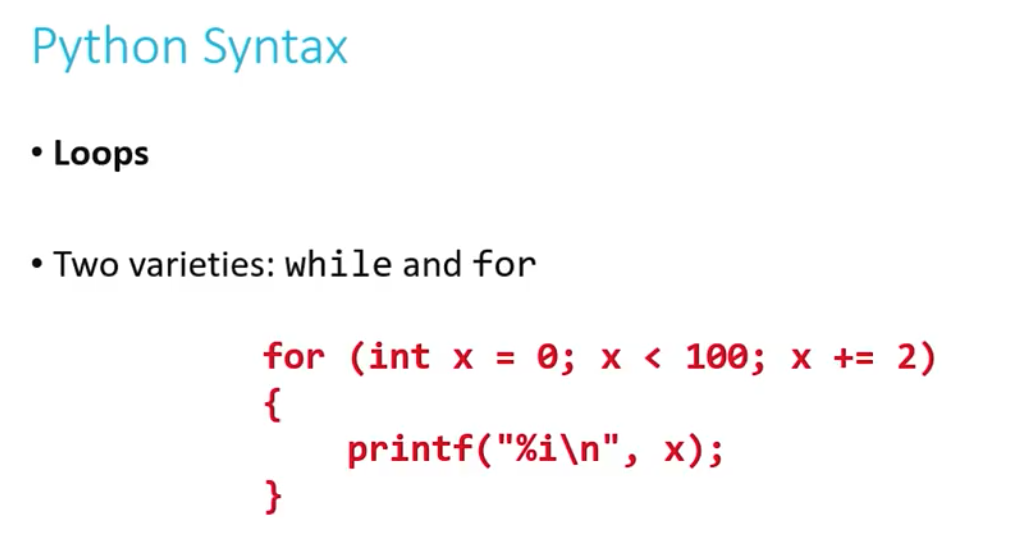 Python Syntax
• Loops
• Two varieties: while and for
for (int x = 0; x < 100; x += 2)
{
    printf("%i\n", x);
}